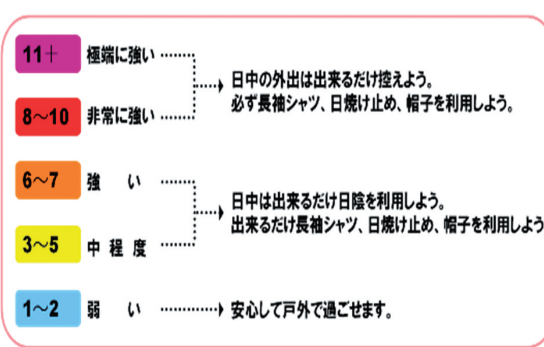 11+ 極端に強い
日中の外出は出来るだけ控えよう。
必ず長袖シャツ、日焼け止め、帽子を利用しよう。
8～10 非常に強い
6～7 強い
日中は出来るだけ日陰を利用しよう。
出来るだけ長袖シャツ、日焼け止め、帽子を利用しよう
3～5 中程度
1～2 弱い 安心して戸外で過ごせます。